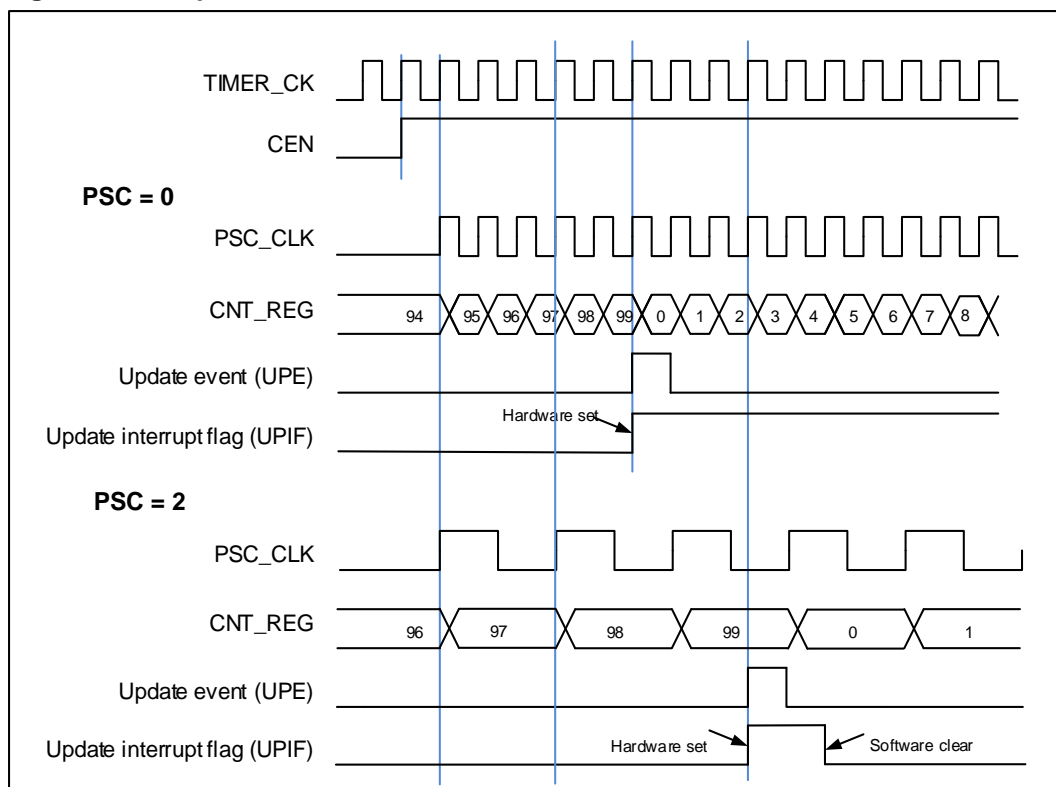 TIMER_CK
CEN
PSC = 0
PSC_CLK
CNT_REG 94 95 96 97 98 99 0 1 2 3 4 5 6 7 8
Update event (UPE)
Hardware set
Update interrupt flag (UPIF)
PSC = 2
PSC_CLK
CNT_REG 96 97 98 99 0 1
Update event (UPE)
Update interrupt flag (UPIF) Hardware set Software clear